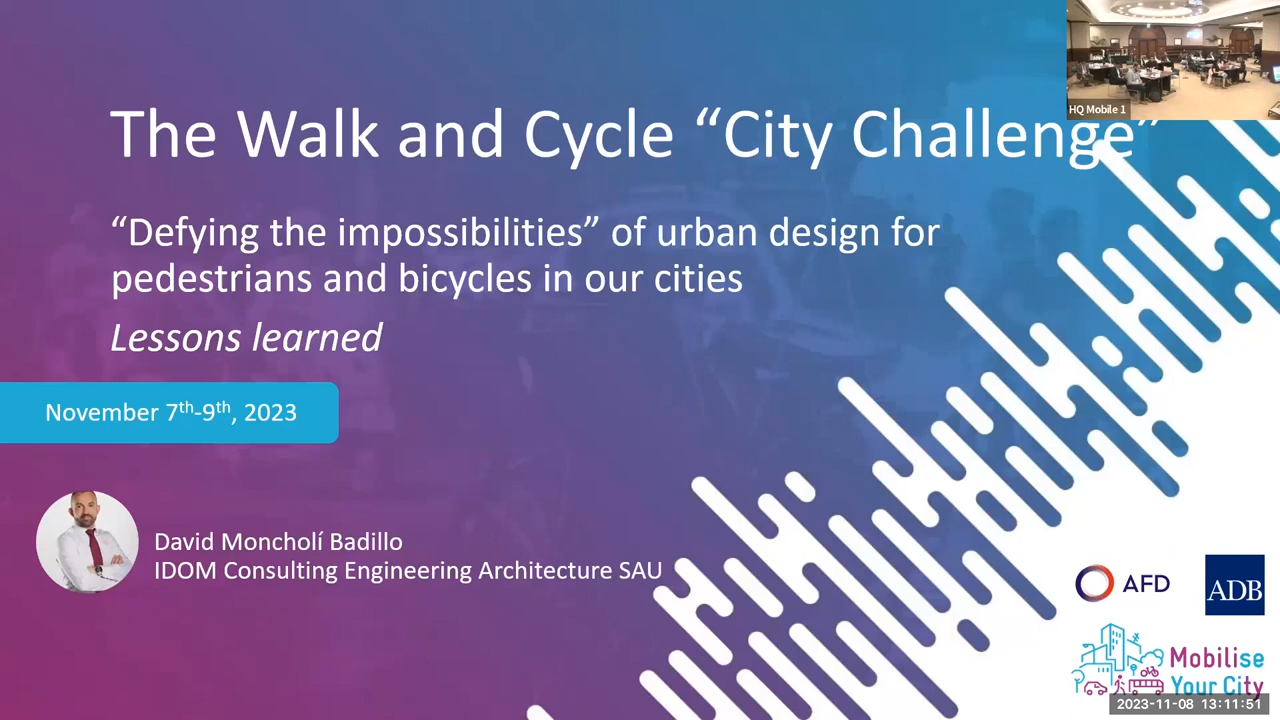 HQ Mobile 1
The Walk and Cycle “City Challenge”
“Defying the impossibilities” of urban design for
pedestrians and bicycles in our cities
Lessons learned
November 7th-9th, 2023
David Moncholí Badillo
IDOM Consulting Engineering Architecture SAU
AFD
ADB
Mobilise
Your City
2023-11-08 13:11:51